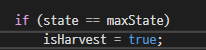 if (state == maxState)
isHarvest = true;